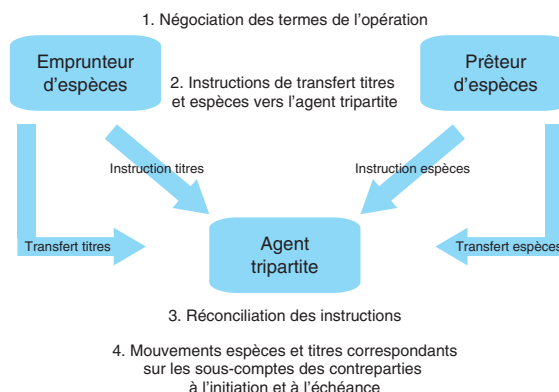 1. Négociation des termes de l'opération
Emprunteur
d'espèces
2. Instructions de transfert titres
et espèces vers l'agent tripartite
Prêteur
d'espèces
Instruction titres
Instruction espèces
Transfert titres
Agent
tripartite
Transfert espèces
3. Réconciliation des instructions
4. Mouvements espèces et titres correspondants
sur les sous-comptes des contreparties
à l'initiation et à l'échéance